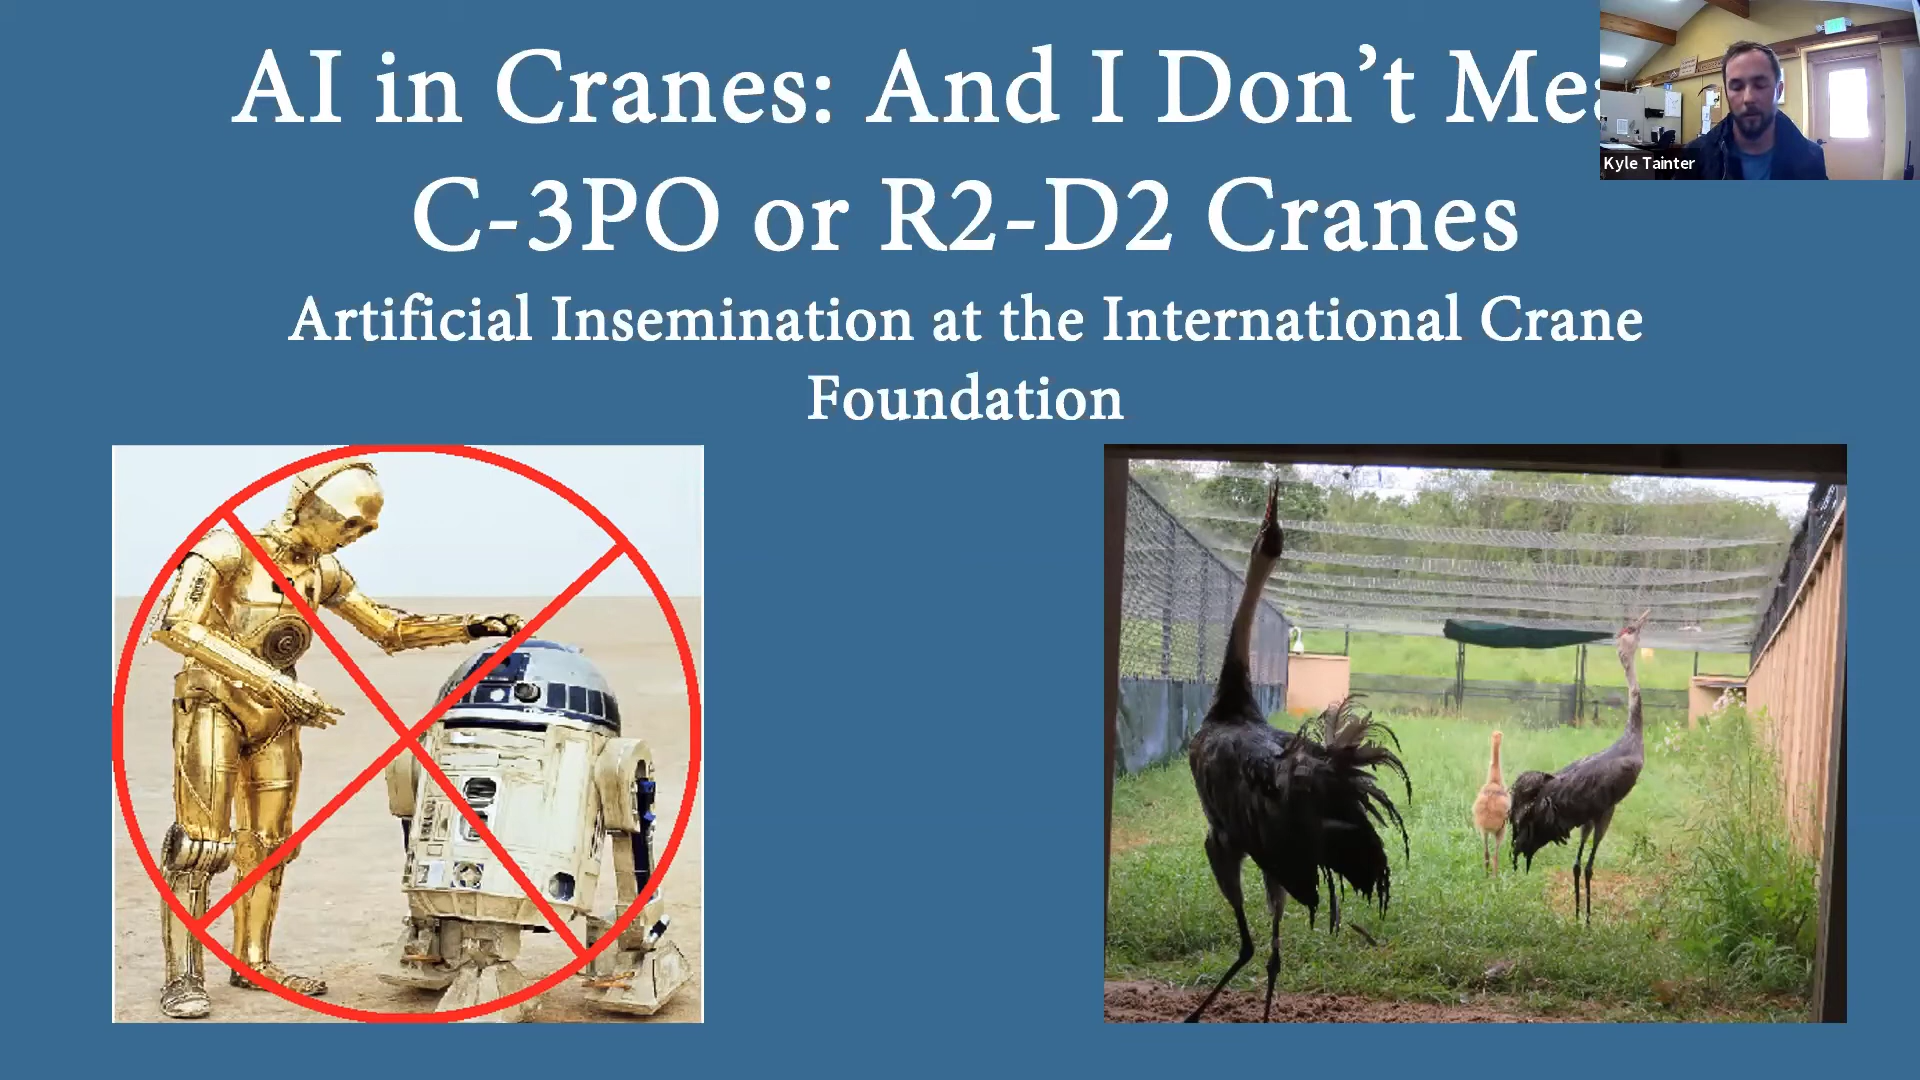 AI in Cranes: And I Don’t Mea
C-3PO or R2-D2 Cranes
Artificial Insemination at the International Crane
Foundation
Kyle Tainter